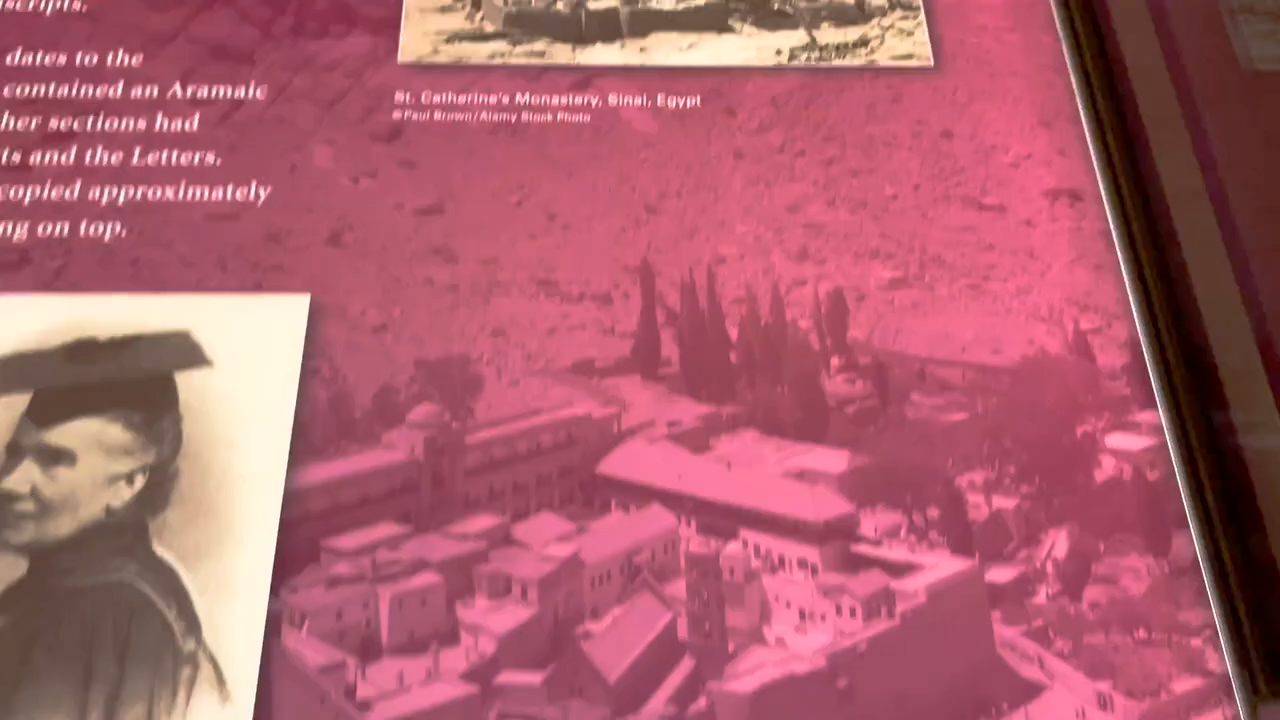 scripts.
dates to the
contained an Aramaic
her sections had
ts and the Letters.
copied approximately
ng on top.
St. Catherine's Monastery, Sinai, Egypt
©Paul Brown/Alamy Stock Photo